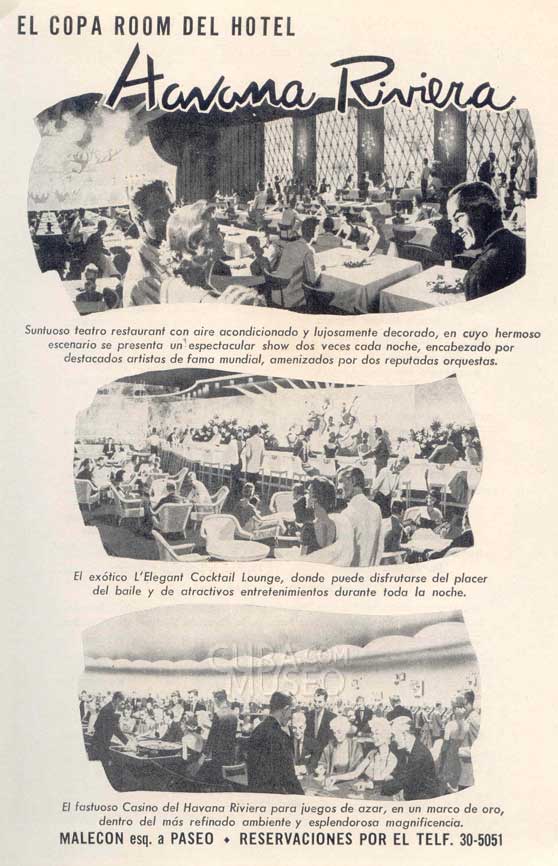 EL COPA ROOM DEL HOTEL
Havana Riviera
Suntuoso teatro restaurant con aire acondicionado y lujosamente decorado, en cuyo hermoso
escenario se presenta un espectacular show dos veces cada noche, encabezado por
destacados artistas de fama mundial, amenizados por dos reputadas orquestas.
El exótico L'Elegant Cocktail Lounge, donde puede disfrutarse del placer
del baile y de atractivos entretenimientos durante toda la noche.
CUBA.COM
MUSEO
El fastuoso Casino del Havana Riviera para juegos de azar, en un marco de oro,
dentro del más refinado ambiente y esplendorosa magnificencia.
MALECON esq. a PASEO • RESERVACIONES POR EL TELF. 30-5051